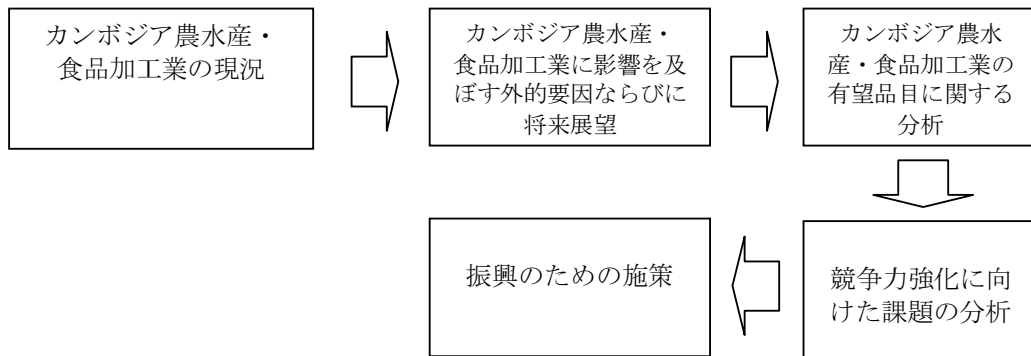 カンボジア農水産・
食品加工業の現況
カンボジア農水産・
食品加工業に影響を及
ぼす外的要因ならびに
将来展望
カンボジア農水
産・食品加工業の
有望品目に関する
分析
競争力強化に向
けた課題の分析
振興のための施策